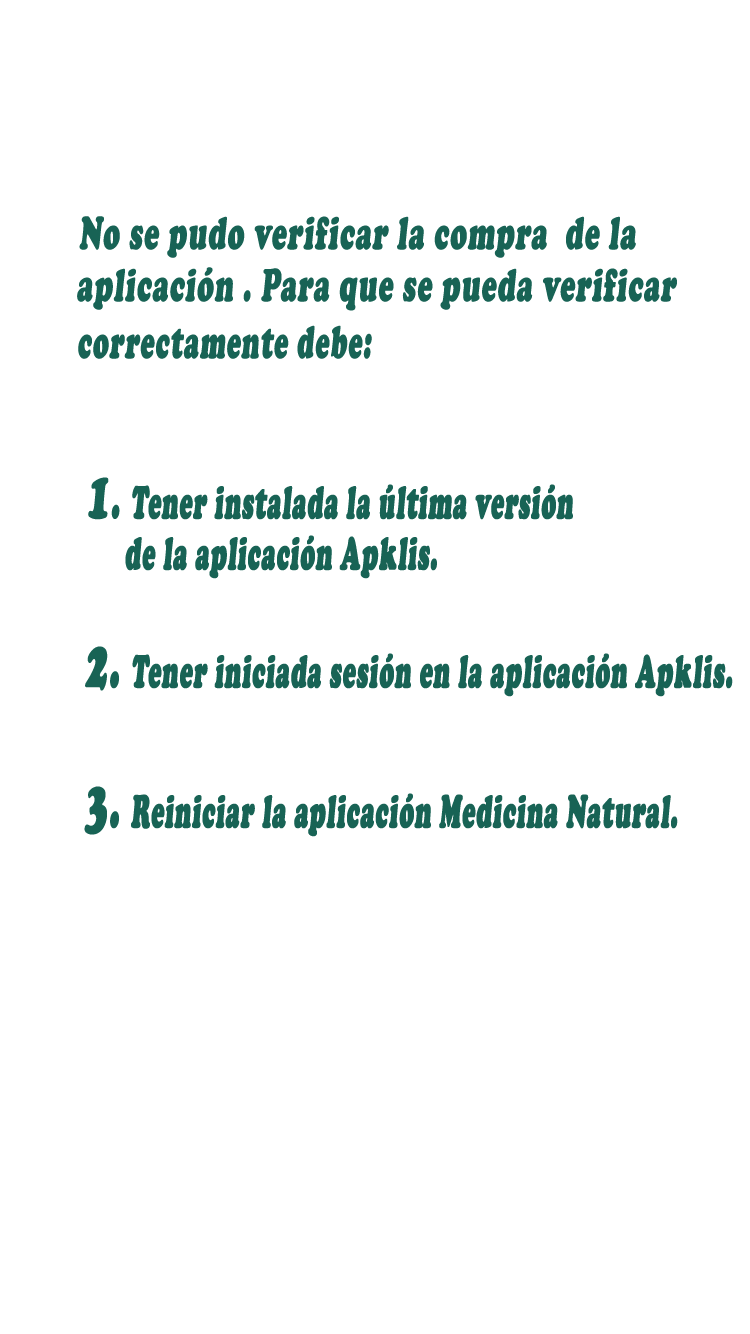 No se pudo verificar la compra  de la
aplicación . Para que se pueda verificar
correctamente debe:
1. Tener instalada la última versión
de la aplicación Apklis.
2. Tener iniciada sesión en la aplicación Apklis.
3. Reiniciar la aplicación Medicina Natural.